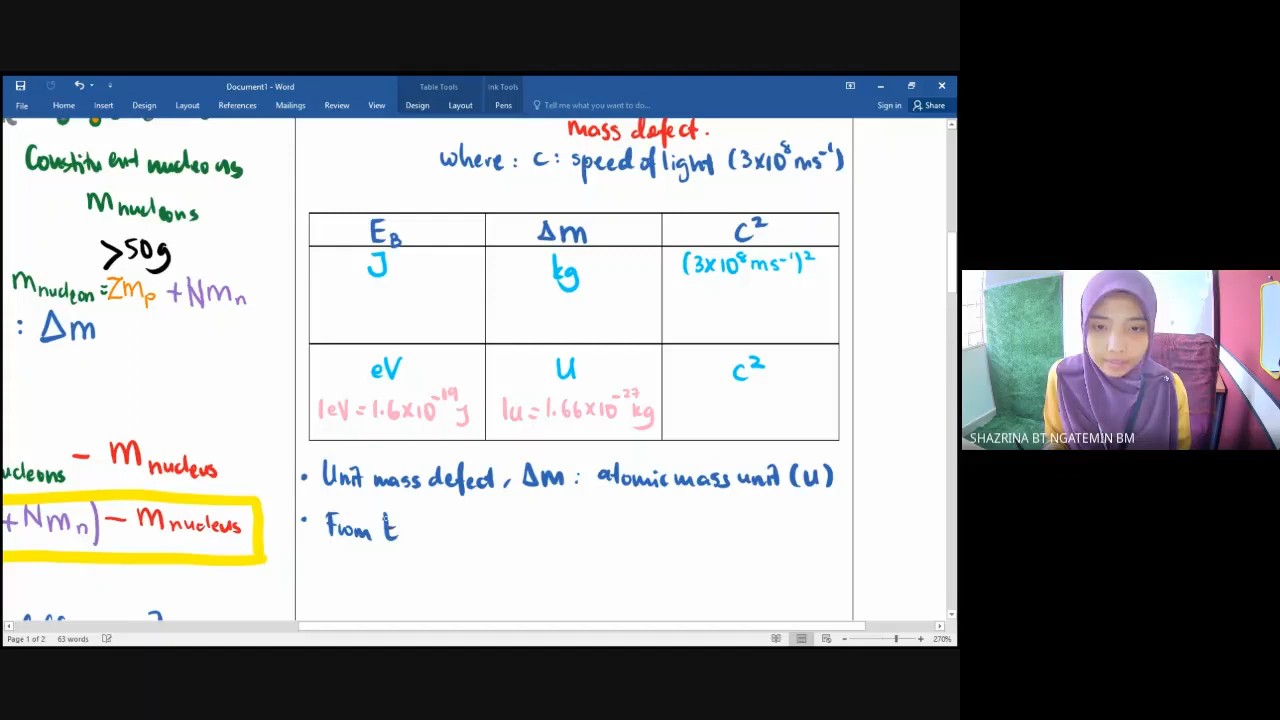 Document1 - Word
Table Tools
Ink Tools
File Home Insert Design Layout References Mailings Review View Design Layout Pens Tell me what you want to do... Sign in Share
Constituent nucleons
Mnucleons
>50g
mnucleon = Zmp + Nmn
: Δm
nucleons - Mnucleus
+ Nmn) - Mnucleus
mass defect.
where : c : speed of light (3x10⁸ ms⁻¹)
EB Δm c²
J kg (3x10⁸ ms⁻¹)²
eV u c²
1eV = 1.6x10⁻¹⁹ J 1u = 1.66x10⁻²⁷ kg
• Unit mass defect, Δm : atomic mass unit (u)
• From t
Page 1 of 2 63 words 270%
SHAZRINA BT NGATEMIN BM